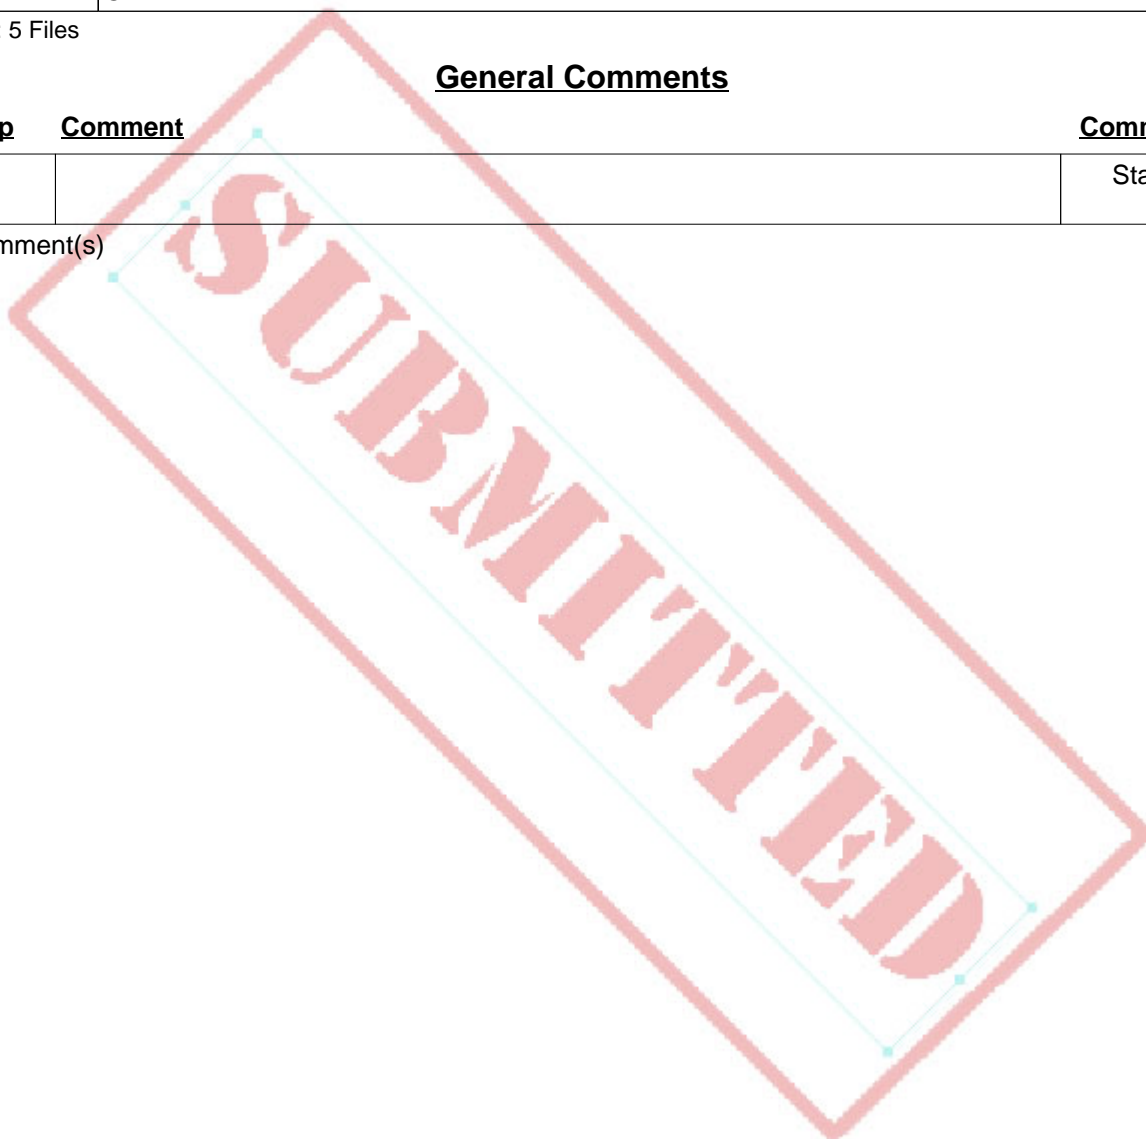 : 5 Files
General Comments
p Comment Comm
Sta
mment(s)
SUBMITTED